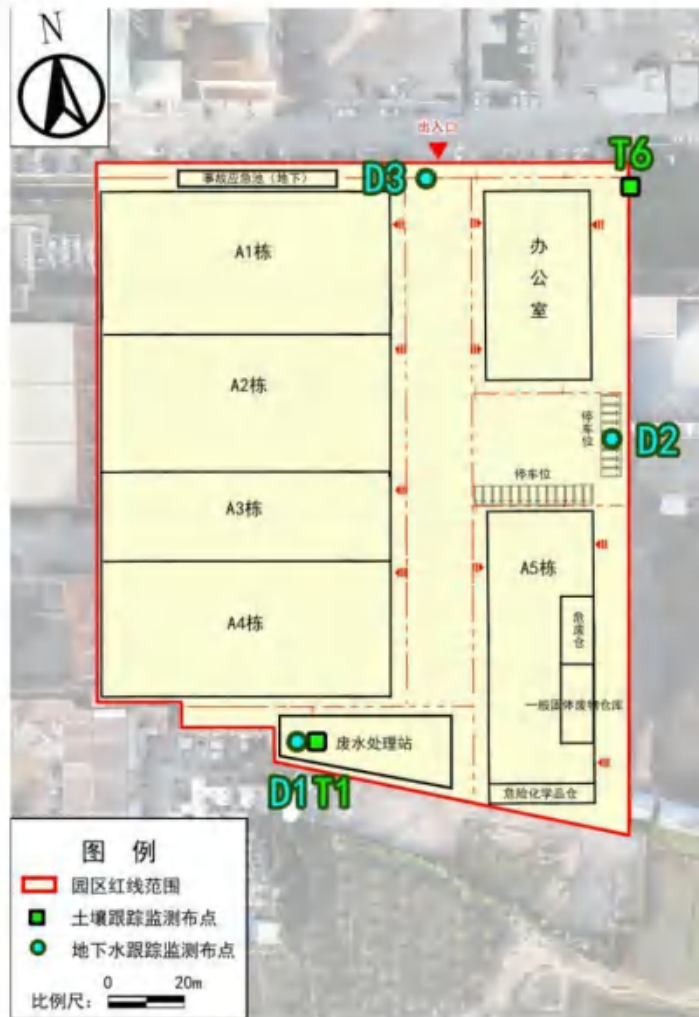 N
出入口
T6
事故应急池（地下）
D3
A1栋
办公室
A2栋
停车位
D2
停车位
A3栋
A5栋
A4栋
危废仓
一般固体废物仓库
废水处理站
D1T1
危险化学品仓
图 例
园区红线范围
土壤跟踪监测布点
地下水跟踪监测布点
0 20m
比例尺：